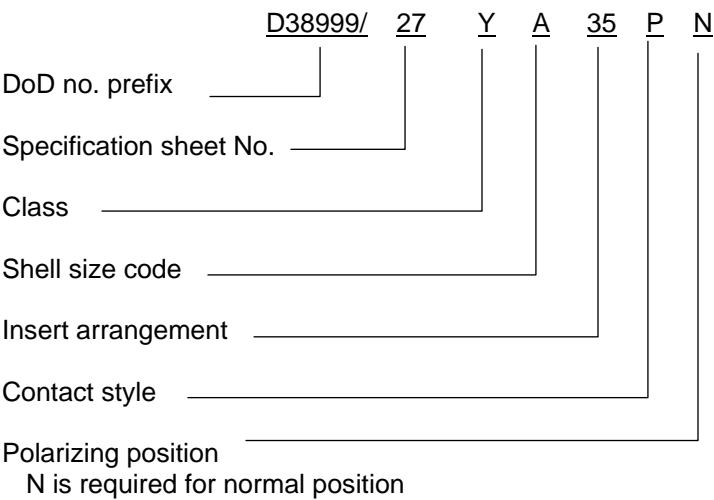 D38999/ 27 Y A 35 P N
DoD no. prefix
Specification sheet No.
Class
Shell size code
Insert arrangement
Contact style
Polarizing position
N is required for normal position